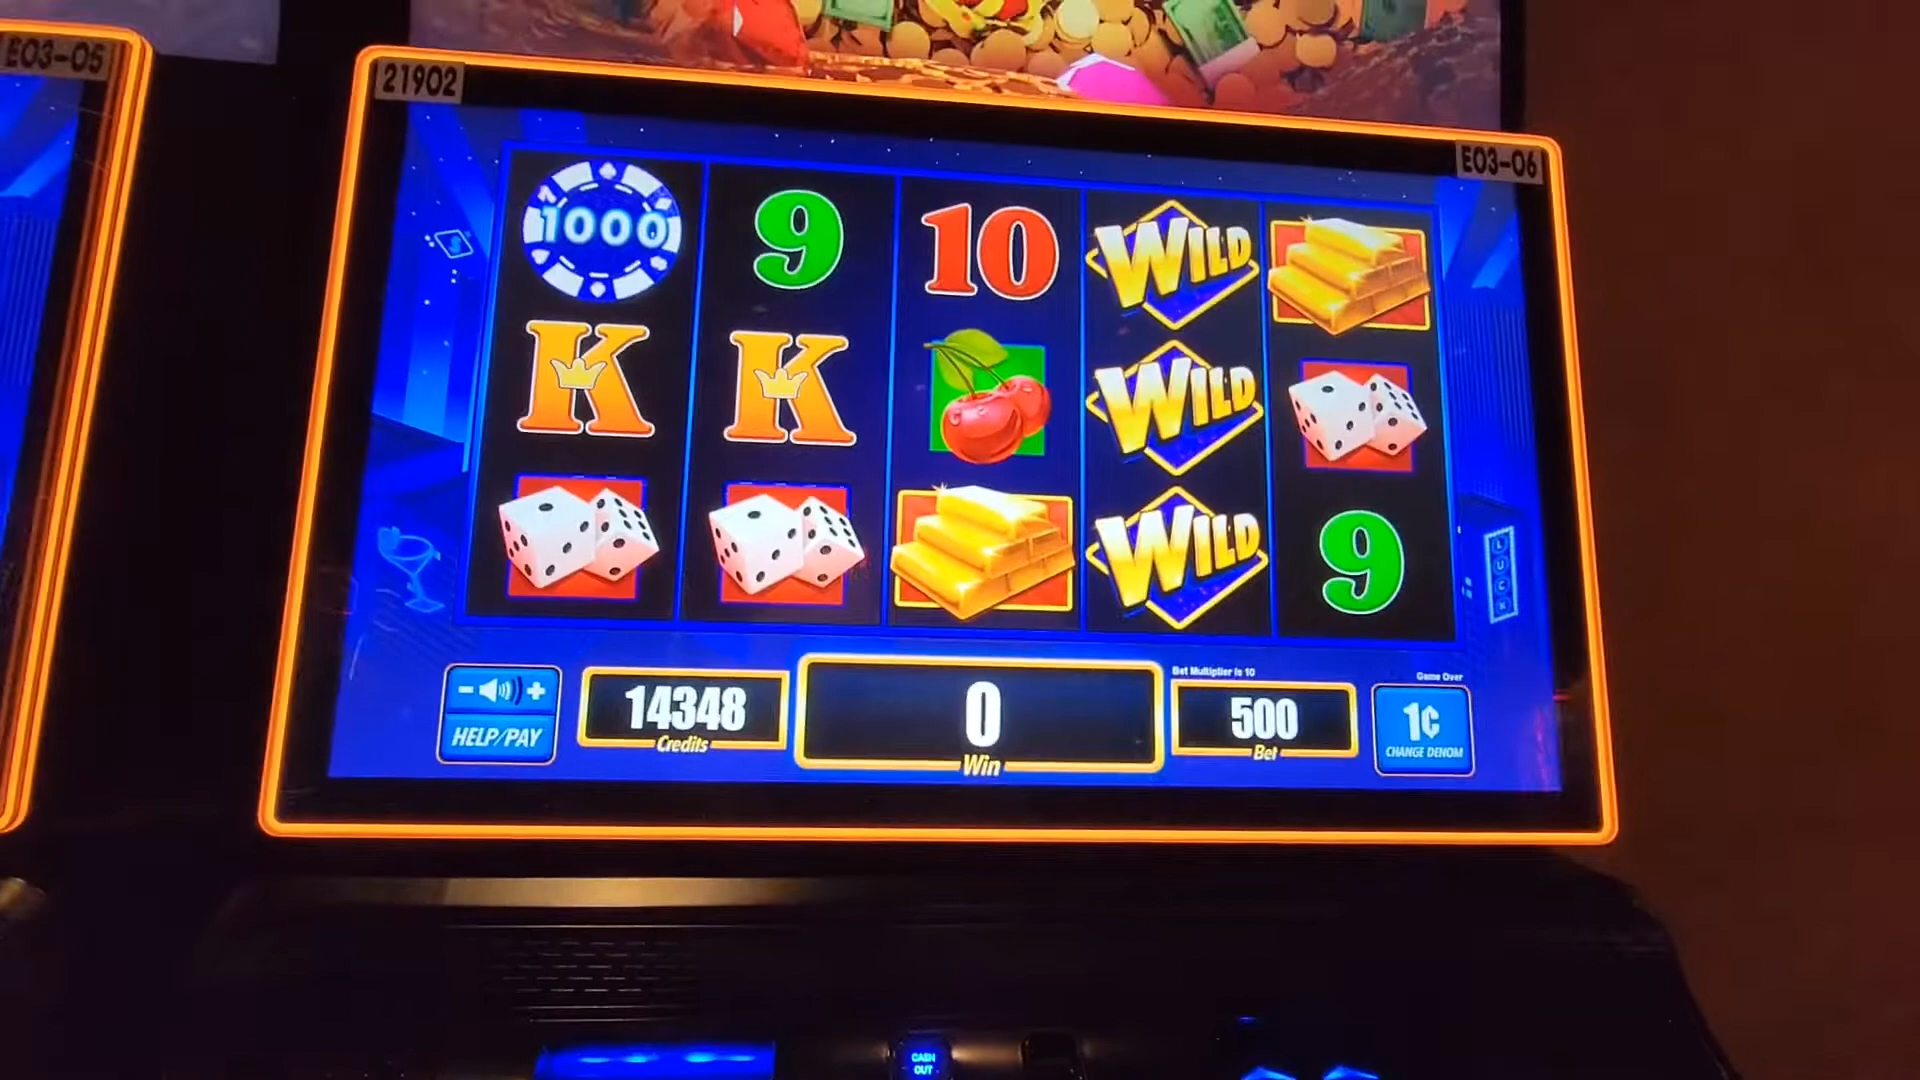 E03-05
21902
E03-06
1000
9
10
WILD
K
K
WILD
WILD
9
Bet Multiplier is 10
Game Over
- +
HELP/PAY
14348
Credits
0
Win
500
Bet
1¢
CHANGE DENOM
LUCK
CASH
OUT